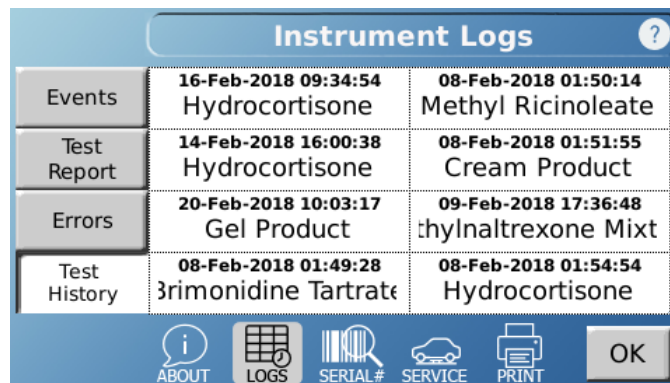 Instrument Logs ?
Events
Test
Report
Errors
Test
History
16-Feb-2018 09:34:54
Hydrocortisone
08-Feb-2018 01:50:14
Methyl Ricinoleate
14-Feb-2018 16:00:38
Hydrocortisone
08-Feb-2018 01:51:55
Cream Product
20-Feb-2018 10:03:17
Gel Product
09-Feb-2018 17:36:48
thylnaltrexone Mixt
08-Feb-2018 01:49:28
Brimonidine Tartrate
08-Feb-2018 01:54:54
Hydrocortisone
i
ABOUT
LOGS
SERIAL#
SERVICE
PRINT
OK